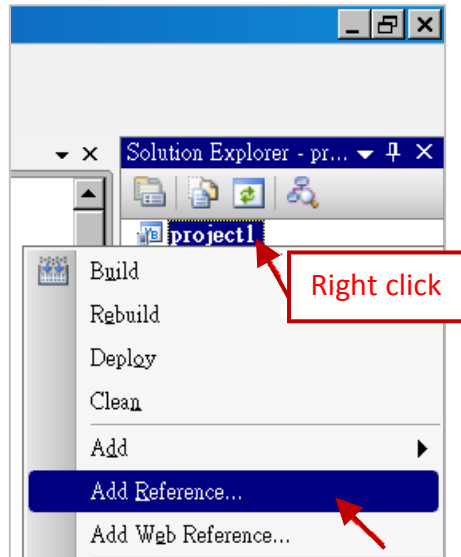 Solution Explorer - pr...
project1
Right click
Build
Rebuild
Deploy
Clean
Add
Add Reference...
Add Web Reference...